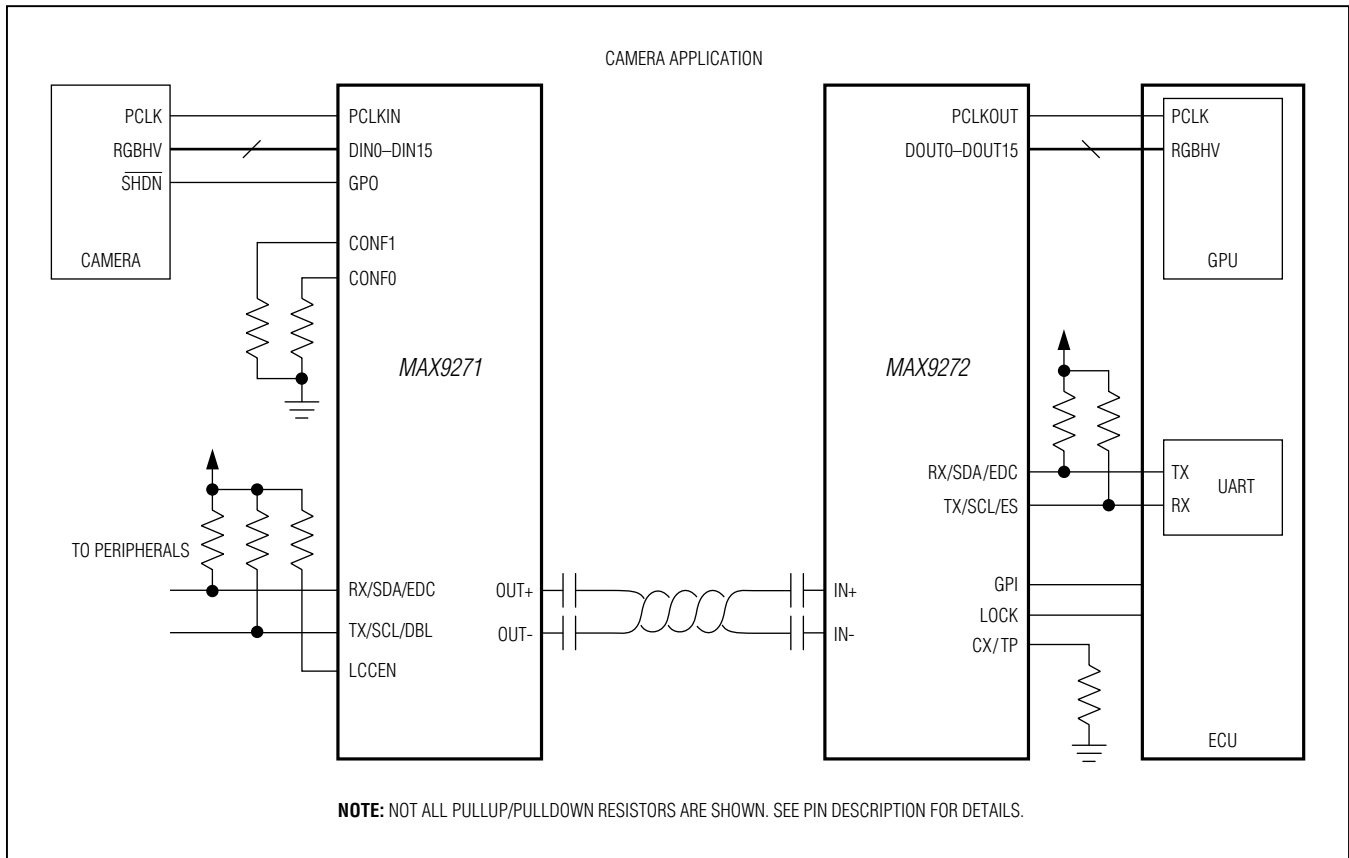 CAMERA APPLICATION
PCLK
RGBHV
SHDN
CAMERA
PCLKIN
DIN0–DIN15
GPO
CONF1
CONF0
MAX9271
TO PERIPHERALS
RX/SDA/EDC
TX/SCL/DBL
LCCEN
OUT+
OUT-
IN+
IN-
MAX9272
PCLKOUT
DOUT0–DOUT15
RX/SDA/EDC
TX/SCL/ES
GPI
LOCK
CX/TP
PCLK
RGBHV
GPU
TX
RX
UART
ECU
NOTE: NOT ALL PULLUP/PULLDOWN RESISTORS ARE SHOWN. SEE PIN DESCRIPTION FOR DETAILS.